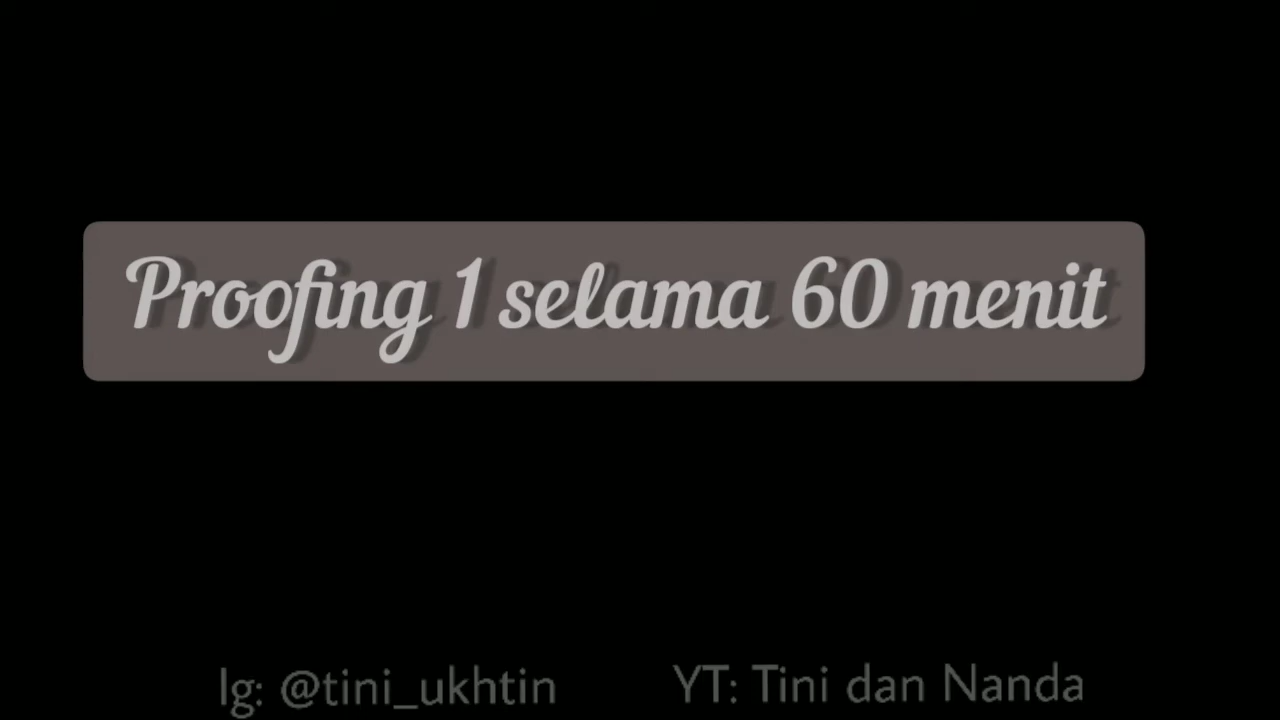 Proofing 1 selama 60 menit
Ig: @tini_ukhtin YT: Tini dan Nanda